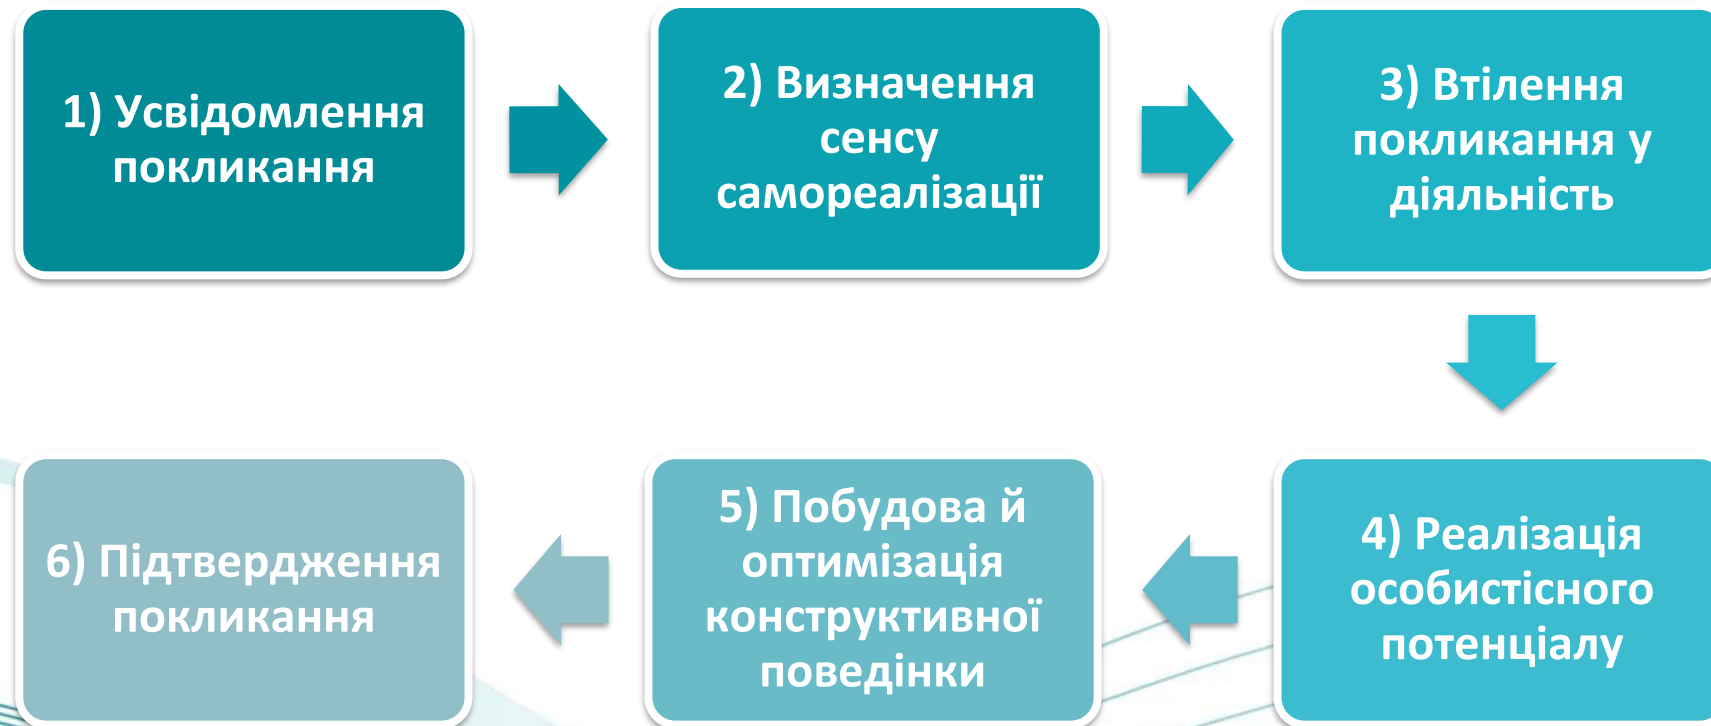 1) Усвідомлення
покликання
2) Визначення
сенсу
самореалізації
3) Втілення
покликання у
діяльність
4) Реалізація
особистісного
потенціалу
5) Побудова й
оптимізація
конструктивної
поведінки
6) Підтвердження
покликання